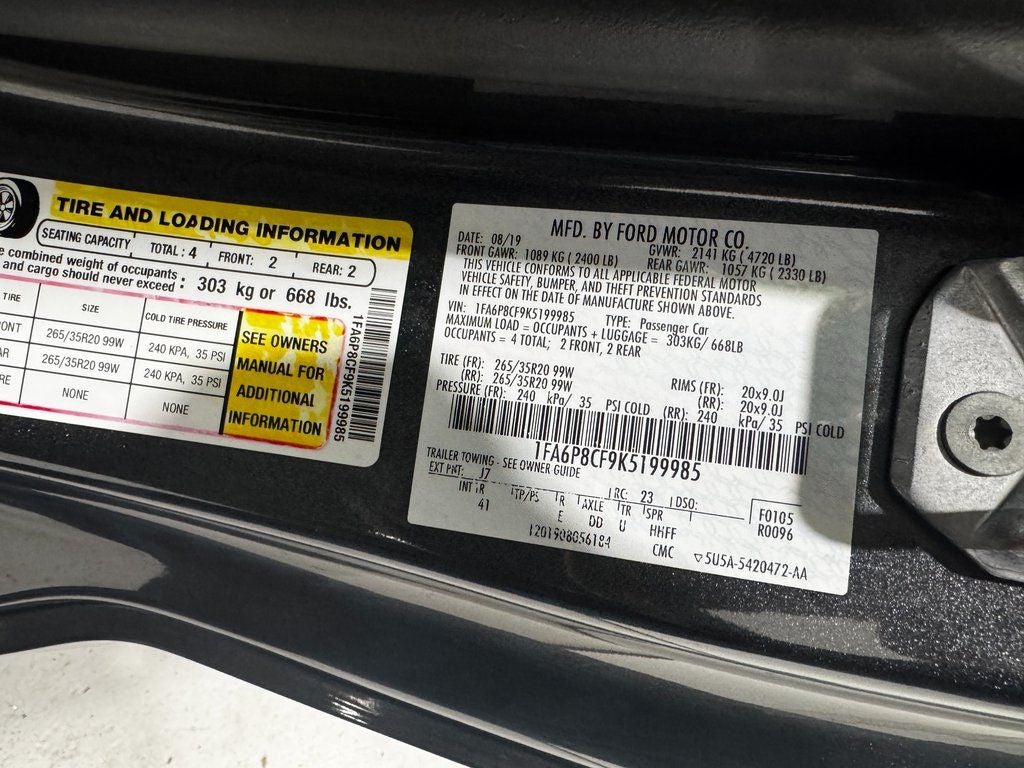 TIRE AND LOADING INFORMATION
SEATING CAPACITY TOTAL : 4 FRONT: 2 REAR: 2
e combined weight of occupants
and cargo should never exceed : 303 kg or 668 lbs.
TIRE SIZE COLD TIRE PRESSURE
ONT 265/35R20 99W 240 KPA, 35 PSI
AR 265/35R20 99W 240 KPA, 35 PSI
RE NONE NONE
SEE OWNERS
MANUAL FOR
ADDITIONAL
INFORMATION
1FA6P8CF9K5199985
MFD. BY FORD MOTOR CO.
DATE: 08/19 GVWR: 2141 KG ( 4720 LB)
FRONT GAWR: 1089 KG ( 2400 LB) REAR GAWR: 1057 KG ( 2330 LB)
THIS VEHICLE CONFORMS TO ALL APPLICABLE FEDERAL MOTOR
VEHICLE SAFETY, BUMPER, AND THEFT PREVENTION STANDARDS
IN EFFECT ON THE DATE OF MANUFACTURE SHOWN ABOVE.
VIN: 1FA6P8CF9K5199985 TYPE: Passenger Car
MAXIMUM LOAD = OCCUPANTS + LUGGAGE = 303KG/ 668LB
OCCUPANTS = 4 TOTAL; 2 FRONT, 2 REAR
TIRE (FR): 265/35R20 99W RIMS (FR): 20x9.0J
(RR): 265/35R20 99W (RR): 20x9.0J
PRESSURE (FR): 240 kPa/ 35 PSI COLD (RR): 240 kPa/ 35 PSI COLD
1FA6P8CF9K5199985
TRAILER TOWING - SEE OWNER GUIDE
EXT PNT: J7 RC: 23 DSO:
INT TR TP/PS R AXLE TR SPR F0105
41 E DD U HHFF R0096
1201908056184 CMC ▽5U5A-5420472-AA